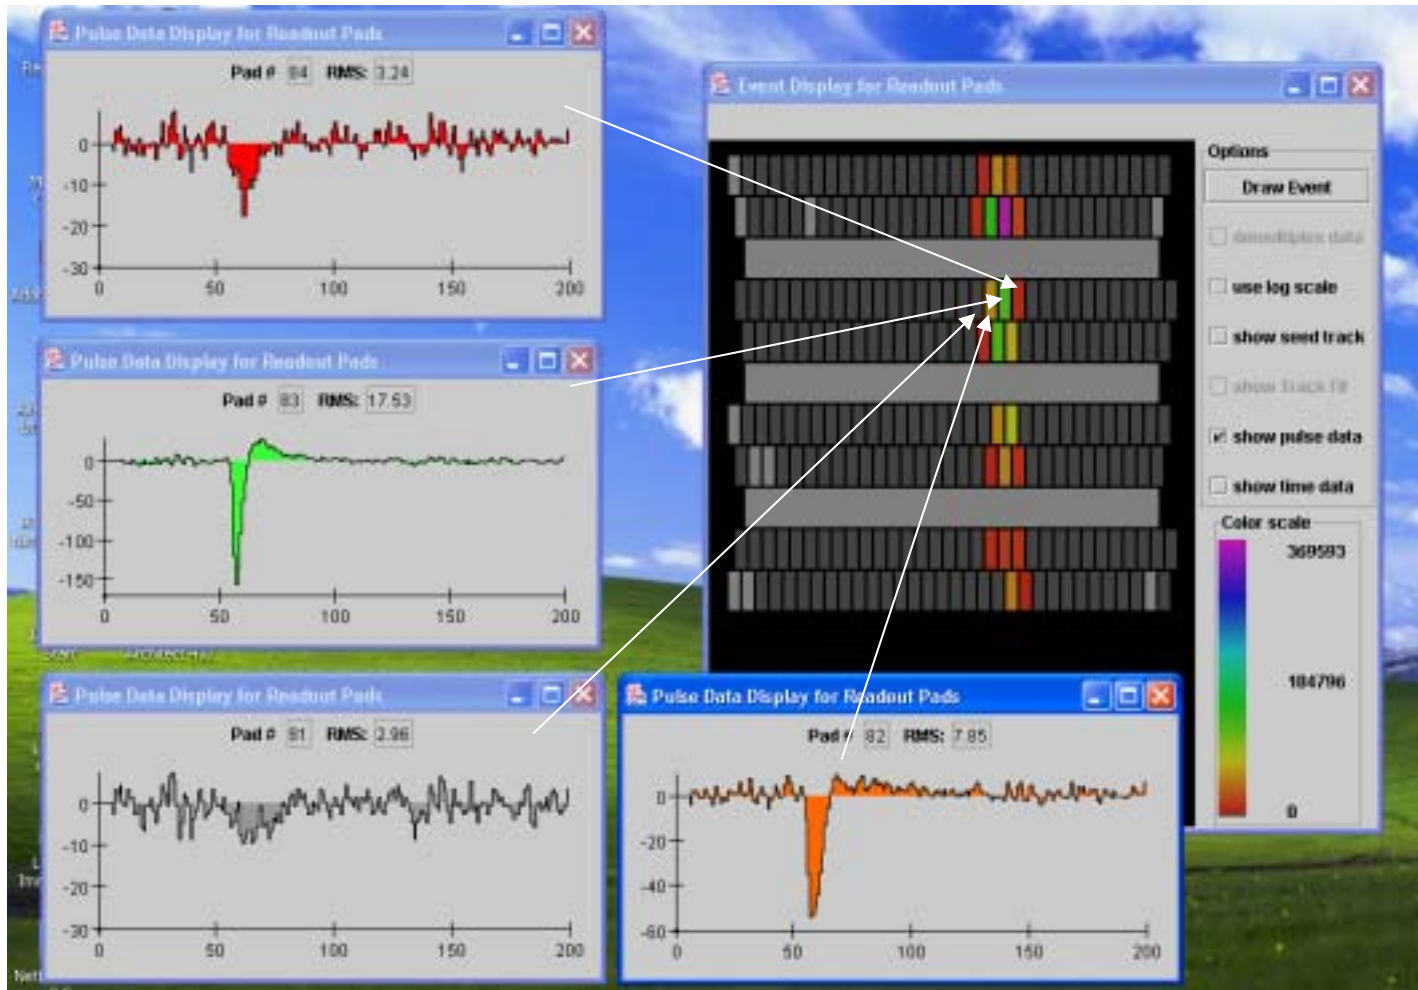 Pulse Data Display for Readout Pads
Pad # 84 RMS: 3.24
0
-10
-20
-30
0 50 100 150 200
Pulse Data Display for Readout Pads
Pad # 83 RMS: 17.53
0
-50
-100
-150
0 50 100 150 200
Pulse Data Display for Readout Pads
Pad # 81 RMS: 2.96
0
-10
-20
-30
0 50 100 150 200
Pulse Data Display for Readout Pads
Pad # 82 RMS: 7.85
0
-20
-40
-60
0 50 100 150 200
Event Display for Readout Pads
Options
Draw Event
demultiplex data
use log scale
show seed track
show Track Fit
show pulse data
show time data
Color scale
369593
184796
0